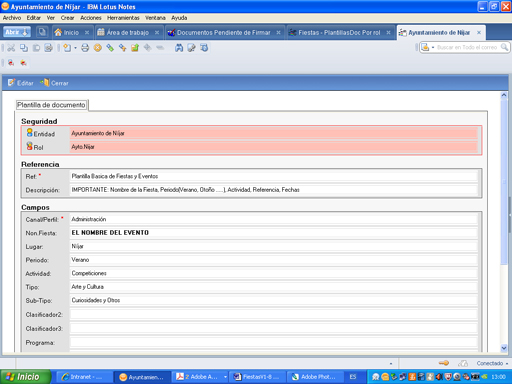 Ayuntamiento de Níjar - IBM Lotus Notes
Archivo Editar Ver Crear Acciones Herramientas Ventana Ayuda
Abrir Inicio Área de trabajo Documentos Pendiente de Firmar Fiestas - PlantillasDoc Por rol Ayuntamiento de Níjar
Buscar en Todo el correo
Editar Cerrar
Plantilla de documento
Seguridad
Entidad Ayuntamiento de Níjar
Rol Ayto.Nijar
Referencia
Ref: * Plantilla Basica de Fiestas y Eventos
Descripción: IMPORTANTE: Nombre de la Fiesta, Periodo(Verano, Otoño .....), Actividad, Referencia, Fechas
Campos
Canal/Perfil: * Administración
Nom.Fiesta: EL NOMBRE DEL EVENTO
Lugar: Níjar
Periodo: Verano
Actividad: Competiciones
Tipo: Arte y Cultura
Sub-Tipo: Curiosidades y Otros
Clasificador2:
Clasificador3:
Programa:
Conectado
Inicio Intranet - ... Ayuntamien... 2 Adobe A... FiestasV1-8 ... Adobe Phot... ES 13:00